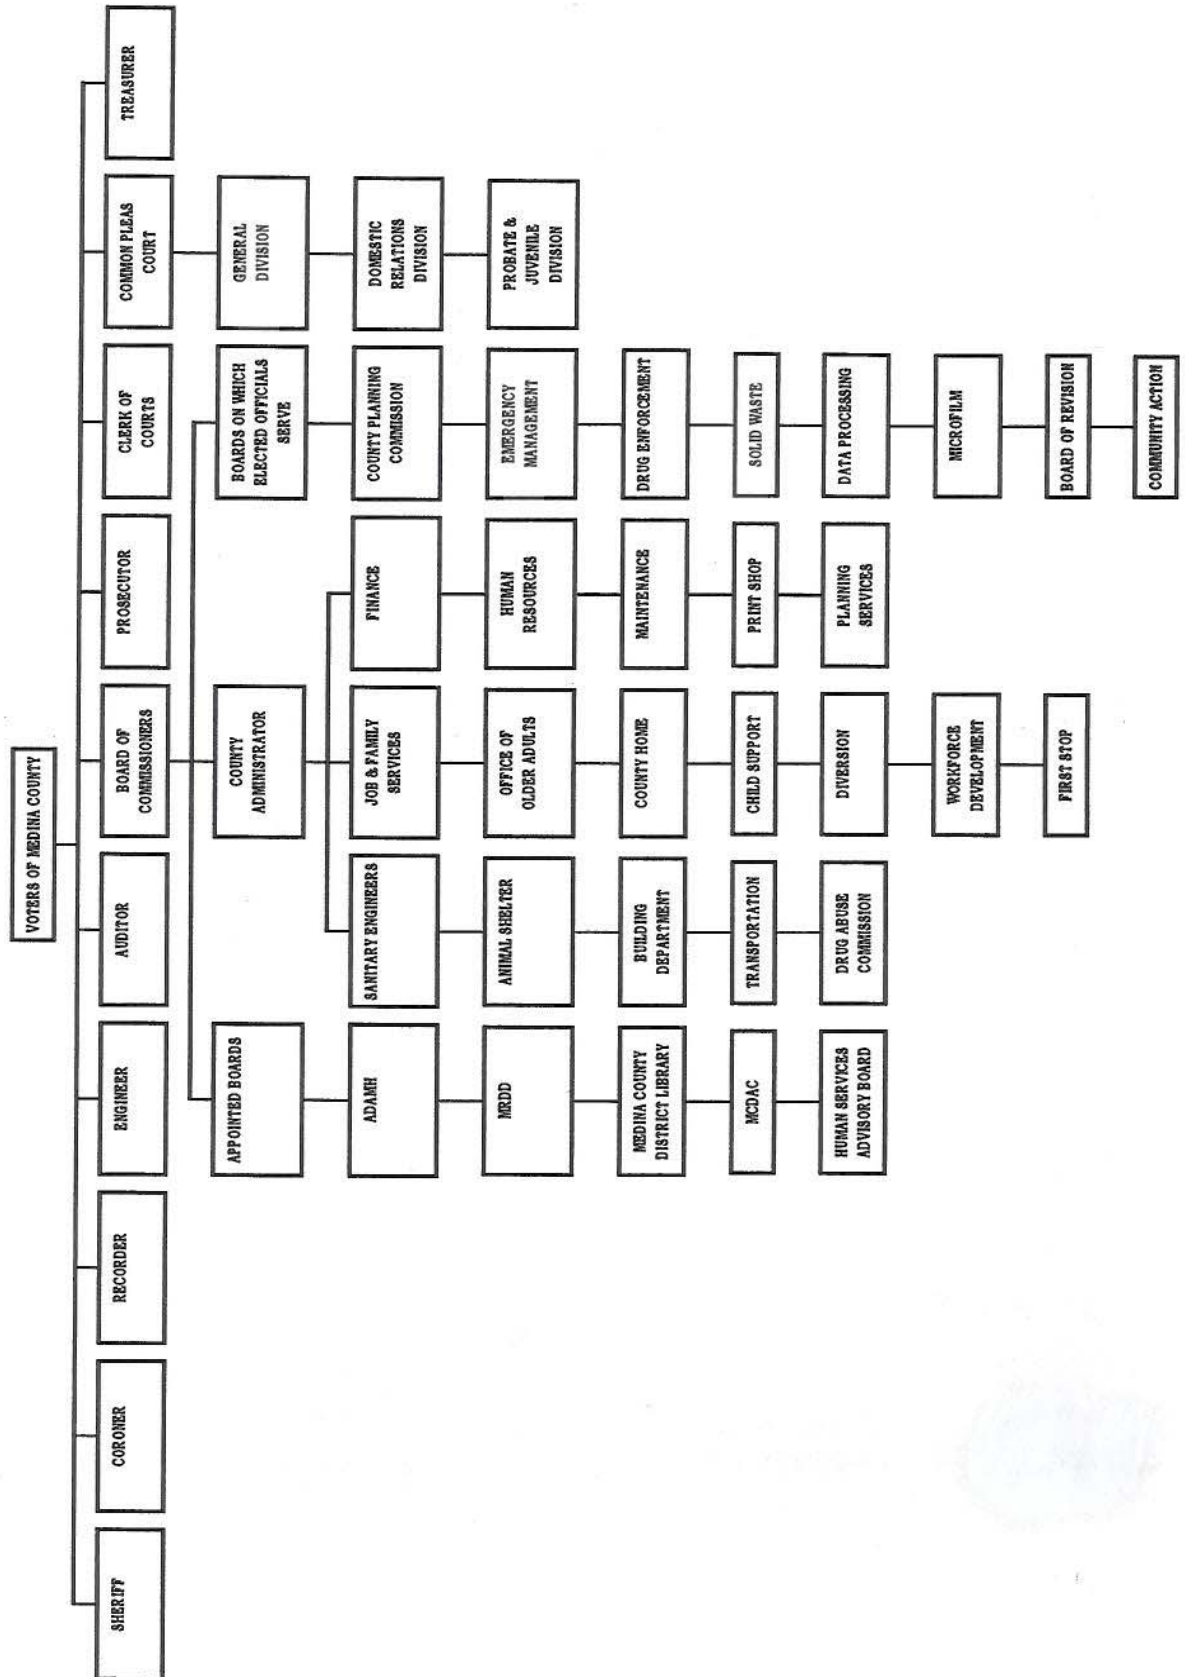 VOTERS OF MEDINA COUNTY
SHERIFF
CORONER
RECORDER
ENGINEER
AUDITOR
BOARD OF
COMMISSIONERS
PROSECUTOR
CLERK OF
COURTS
COMMON PLEAS
COURT
TREASURER
APPOINTED BOARDS
COUNTY
ADMINISTRATOR
BOARDS ON WHICH
ELECTED OFFICIALS
SERVE
GENERAL
DIVISION
ADAMH
SANITARY ENGINEERS
JOB & FAMILY
SERVICES
FINANCE
COUNTY PLANNING
COMMISSION
DOMESTIC
RELATIONS
DIVISION
MRDD
ANIMAL SHELTER
OFFICE OF
OLDER ADULTS
HUMAN
RESOURCES
EMERGENCY
MANAGEMENT
PROBATE &
JUVENILE
DIVISION
MEDINA COUNTY
DISTRICT LIBRARY
BUILDING
DEPARTMENT
COUNTY HOME
MAINTENANCE
DRUG ENFORCEMENT
MCDAC
TRANSPORTATION
CHILD SUPPORT
PRINT SHOP
SOLID WASTE
HUMAN SERVICES
ADVISORY BOARD
DRUG ABUSE
COMMISSION
DIVERSION
PLANNING
SERVICES
DATA PROCESSING
WORKFORCE
DEVELOPMENT
MICROFILM
FIRST STOP
BOARD OF REVISION
COMMUNITY ACTION